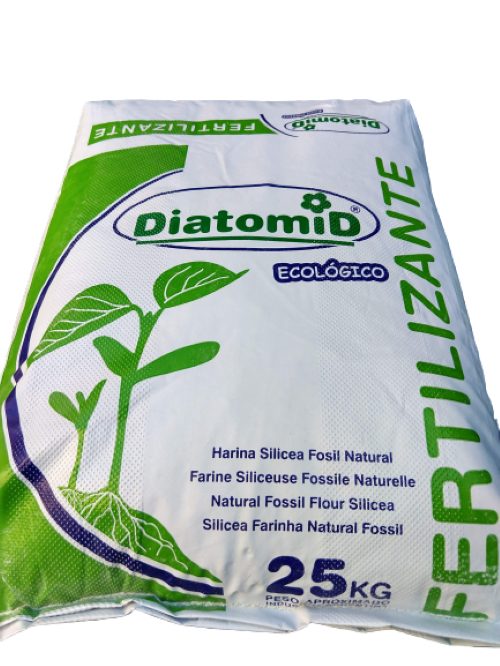 FERTILIZANTE
DiatomiD
DiatomiD®
ECOLÓGICO
FERTILIZANTE
Harina Silicea Fosil Natural
Farine Siliceuse Fossile Naturelle
Natural Fossil Flour Silicea
Silicea Farinha Natural Fossil
25KG
PESO APROXIMADO